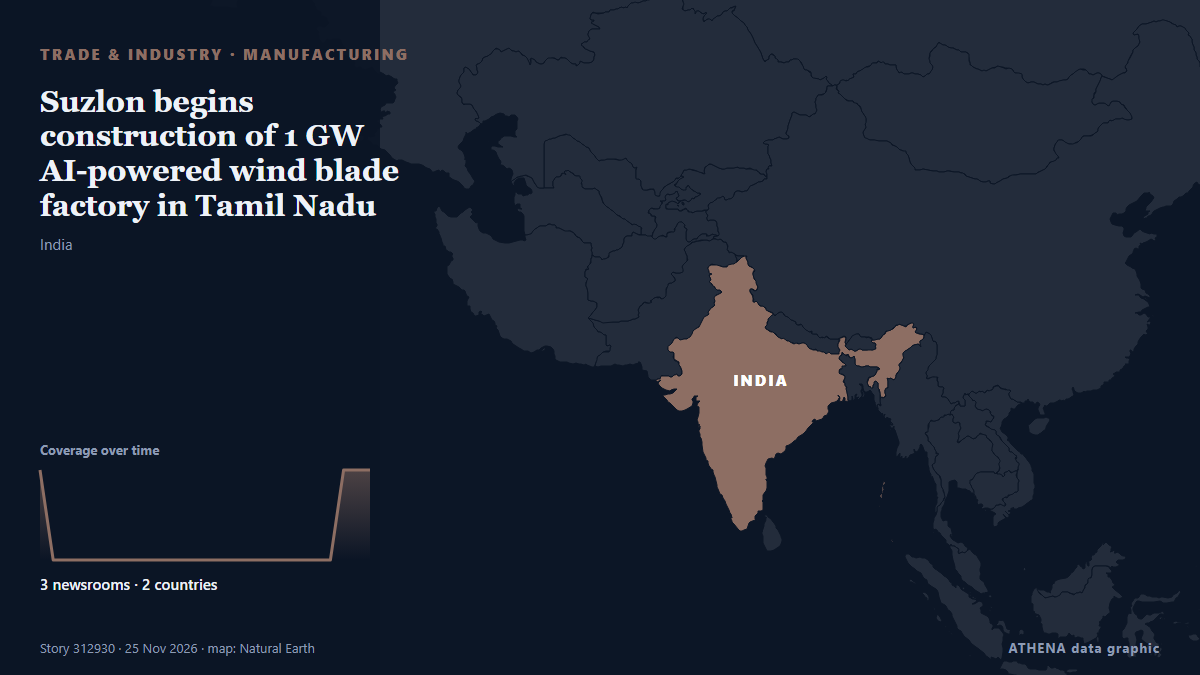 TRADE & INDUSTRY · MANUFACTURING
Suzlon begins
construction of 1 GW
AI-powered wind blade
factory in Tamil Nadu
India
INDIA
Coverage over time
3 newsrooms · 2 countries
Story 312930 · 25 Nov 2026 · map: Natural Earth
ATHENA data graphic